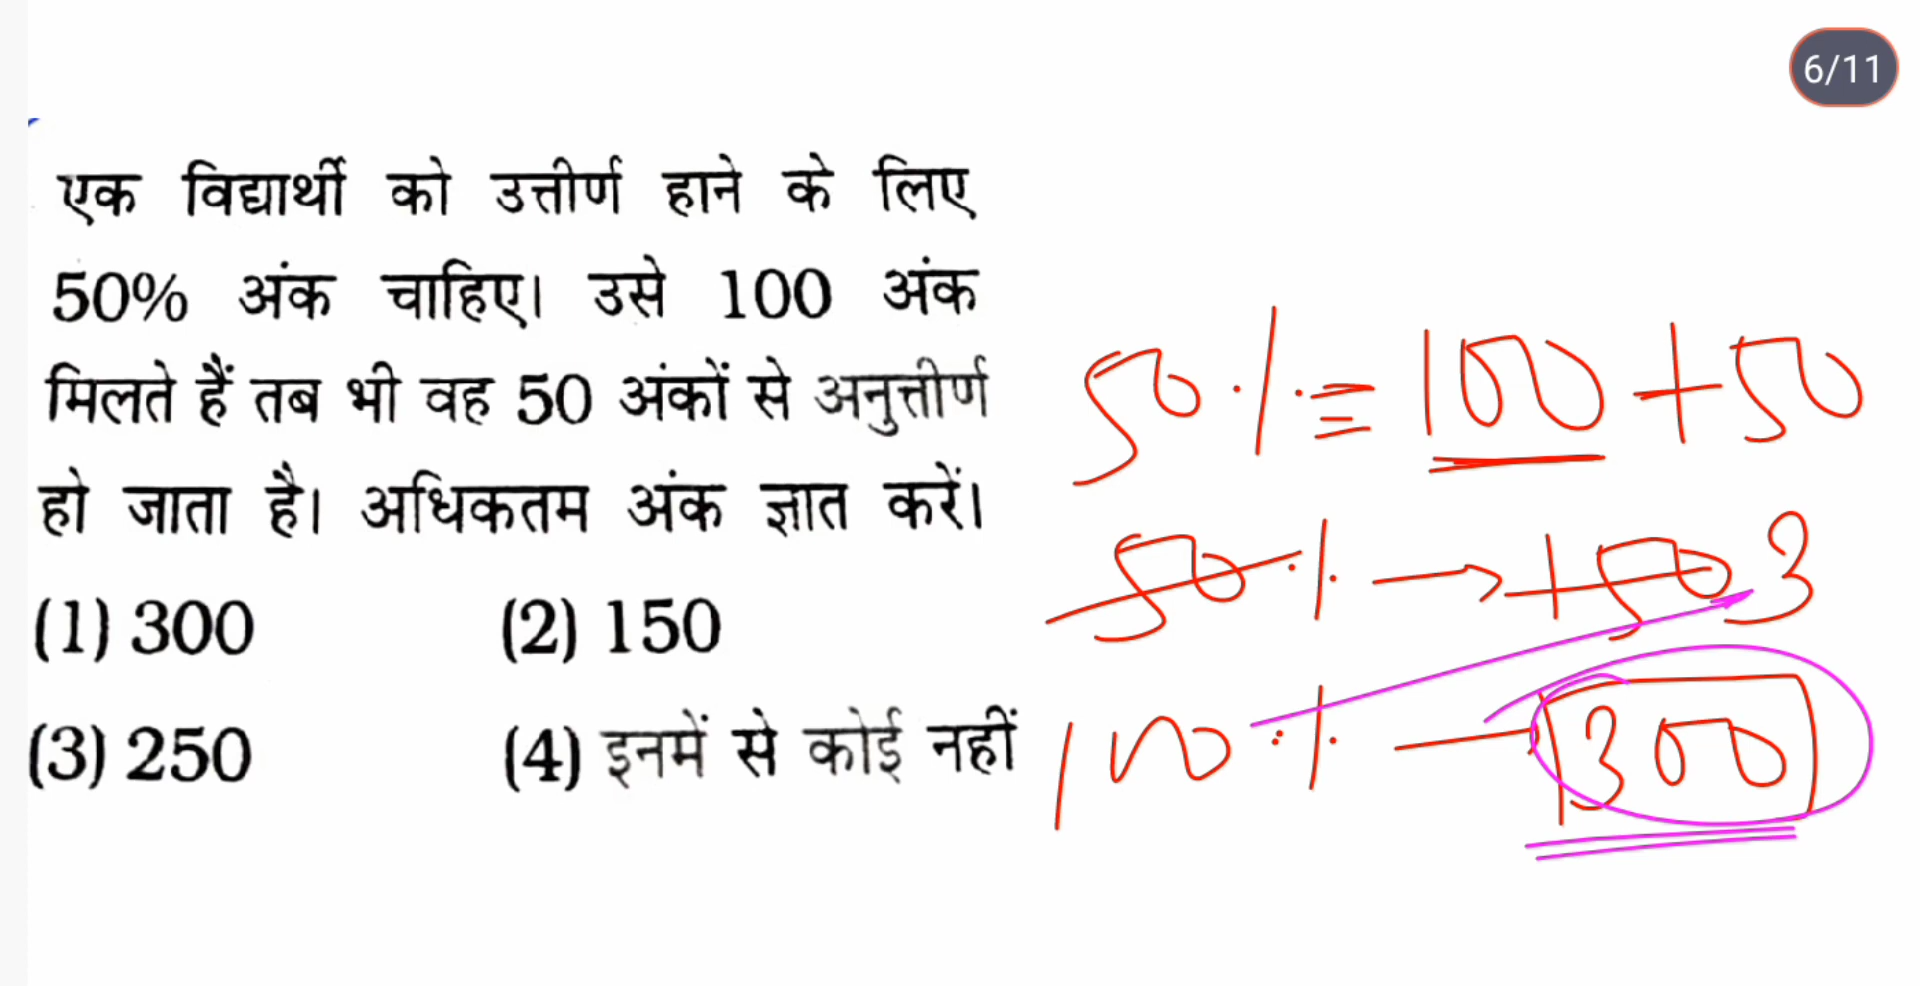 6/11
एक विद्यार्थी को उत्तीर्ण हाने के लिए
50% अंक चाहिए। उसे 100 अंक
मिलते हैं तब भी वह 50 अंकों से अनुत्तीर्ण
हो जाता है। अधिकतम अंक ज्ञात करें।
(1) 300 (2) 150
(3) 250 (4) इनमें से कोई नहीं
50% = 100 + 50
50% → 150 3
100% — 300